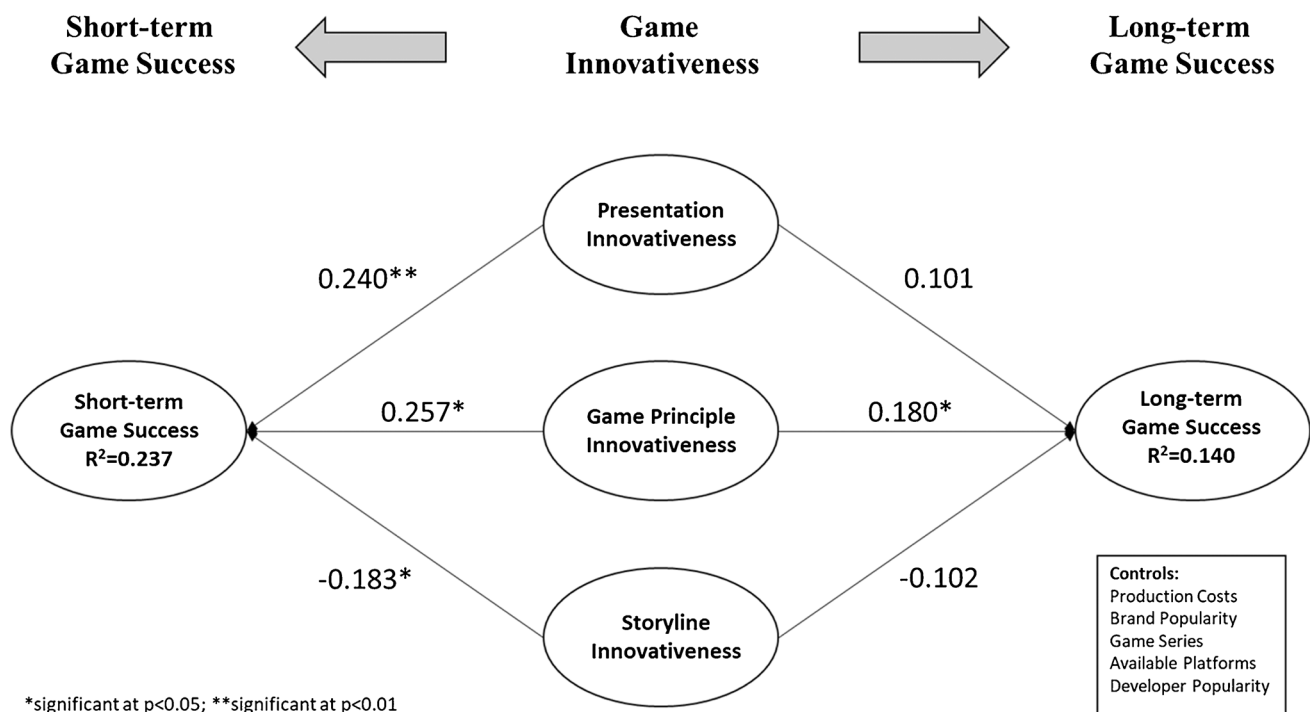 Short-term
Game Success
Game
Innovativeness
Long-term
Game Success
Presentation
Innovativeness
0.240**
0.101
Short-term
Game Success
R²=0.237
0.257*
Game Principle
Innovativeness
0.180*
Long-term
Game Success
R²=0.140
-0.183*
Storyline
Innovativeness
-0.102
Controls:
Production Costs
Brand Popularity
Game Series
Available Platforms
Developer Popularity
*significant at p<0.05; **significant at p<0.01